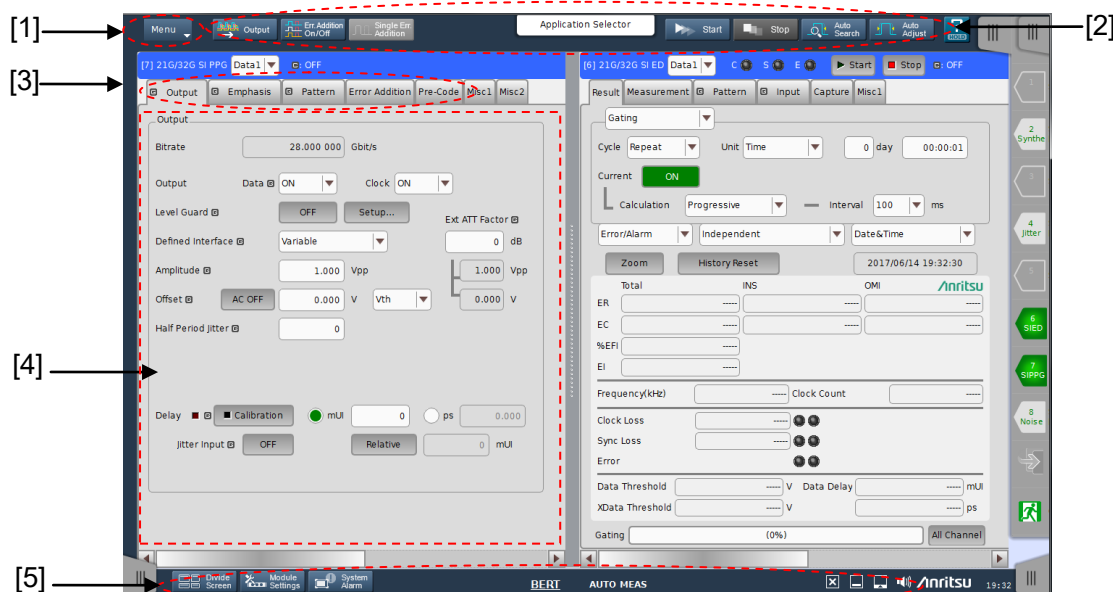 [1]
[2]
[3]
[4]
[5]
Menu
Output
Err.Addition On/Off
Single Err. Addition
Application Selector
Start
Stop
Auto Search
Auto Adjust
HOLD
[7] 21G/32G SI PPG Data1 G: OFF
Output Emphasis Pattern Error Addition Pre-Code Misc1 Misc2
Output
Bitrate 28.000 000 Gbit/s
Output Data ON Clock ON
Level Guard OFF Setup...
Ext ATT Factor
Defined Interface Variable 0 dB
Amplitude 1.000 Vpp 1.000 Vpp
Offset AC OFF 0.000 V Vth 0.000 V
Half Period Jitter 0
Delay Calibration mUI 0 ps 0.000
Jitter Input OFF Relative 0 mUI
[6] 21G/32G SI ED Data1 C S E Start Stop G: OFF
Result Measurement Pattern Input Capture Misc1
Gating
Cycle Repeat Unit Time 0 day 00:00:01
Current ON
Calculation Progressive Interval 100 ms
Error/Alarm Independent Date&Time
Zoom History Reset 2017/06/14 19:32:30
Total INS OMI Anritsu
ER ----- ----- -----
EC ----- ----- -----
%EFI -----
EI -----
Frequency(kHz) ----- Clock Count -----
Clock Loss -----
Sync Loss -----
Error
Data Threshold ----- V Data Delay ----- mUI
XData Threshold ----- V ----- ps
Gating (0%) All Channel
1
2 Synthe
3
4 Jitter
5
6 SIED
7 SIPPG
8 Noise
Divide Screen
Module Settings
System Alarm
BERT AUTO MEAS
Anritsu 19:32